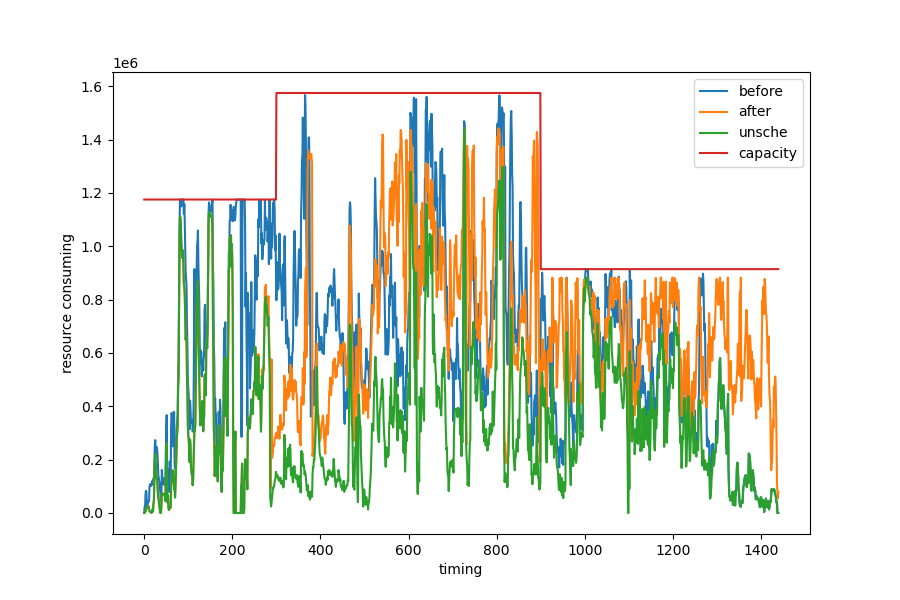 1e6
1.6
1.4
1.2
1.0
0.8
0.6
0.4
0.2
0.0
resource consuming
0 200 400 600 800 1000 1200 1400
timing
before
after
unsche
capacity